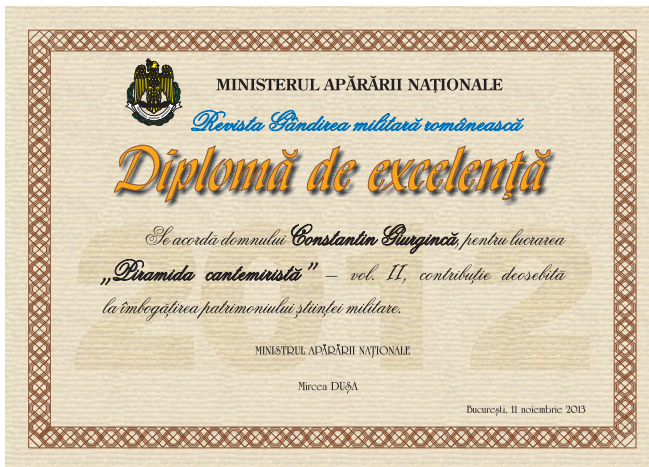 MINISTERUL APĂRĂRII NAȚIONALE
Revista Gândirea militară românească
Diplomă de excelență
Se acordă domnului Constantin Giurgincă, pentru lucrarea
„Piramida cantemiristă” – vol. II, contribuție deosebită
la îmbogățirea patrimoniului științei militare.
2012
MINISTRUL APĂRĂRII NAȚIONALE
Mircea DUȘA
București, 11 noiembrie 2013